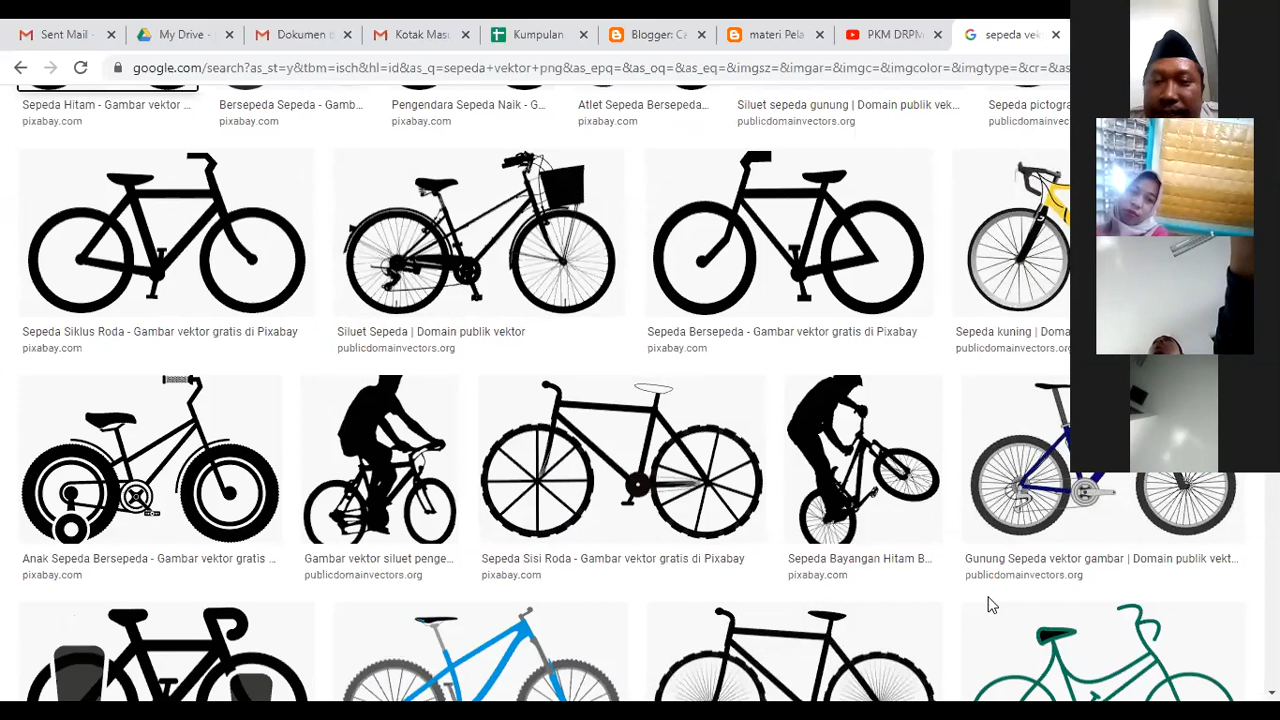 Sent Mail -
My Drive -
Dokumen
Kotak Mas
Kumpulan
Blogger: Ca
materi Pela
PKM DRPM
sepeda vek
google.com/search?as_st=y&tbm=isch&hl=id&as_q=sepeda+vektor+png&as_epq=&as_oq=&as_eq=&imgsz=&imgar=&imgc=&imgcolor=&imgtype=&cr=&as
Sepeda Hitam - Gambar vektor ...
pixabay.com
Bersepeda Sepeda - Gamb...
pixabay.com
Pengendara Sepeda Naik - G...
pixabay.com
Atlet Sepeda Bersepeda...
pixabay.com
Siluet sepeda gunung | Domain publik vek...
publicdomainvectors.org
Sepeda pictog
publicdomainv
Sepeda Siklus Roda - Gambar vektor gratis di Pixabay
pixabay.com
Siluet Sepeda | Domain publik vektor
publicdomainvectors.org
Sepeda Bersepeda - Gambar vektor gratis di Pixabay
pixabay.com
Sepeda kuning | Doma
publicdomainvectors.o
Anak Sepeda Bersepeda - Gambar vektor gratis ...
pixabay.com
Gambar vektor siluet penge...
publicdomainvectors.org
Sepeda Sisi Roda - Gambar vektor gratis di Pixabay
pixabay.com
Sepeda Bayangan Hitam B...
pixabay.com
Gunung Sepeda vektor gambar | Domain publik vekt...
publicdomainvectors.org